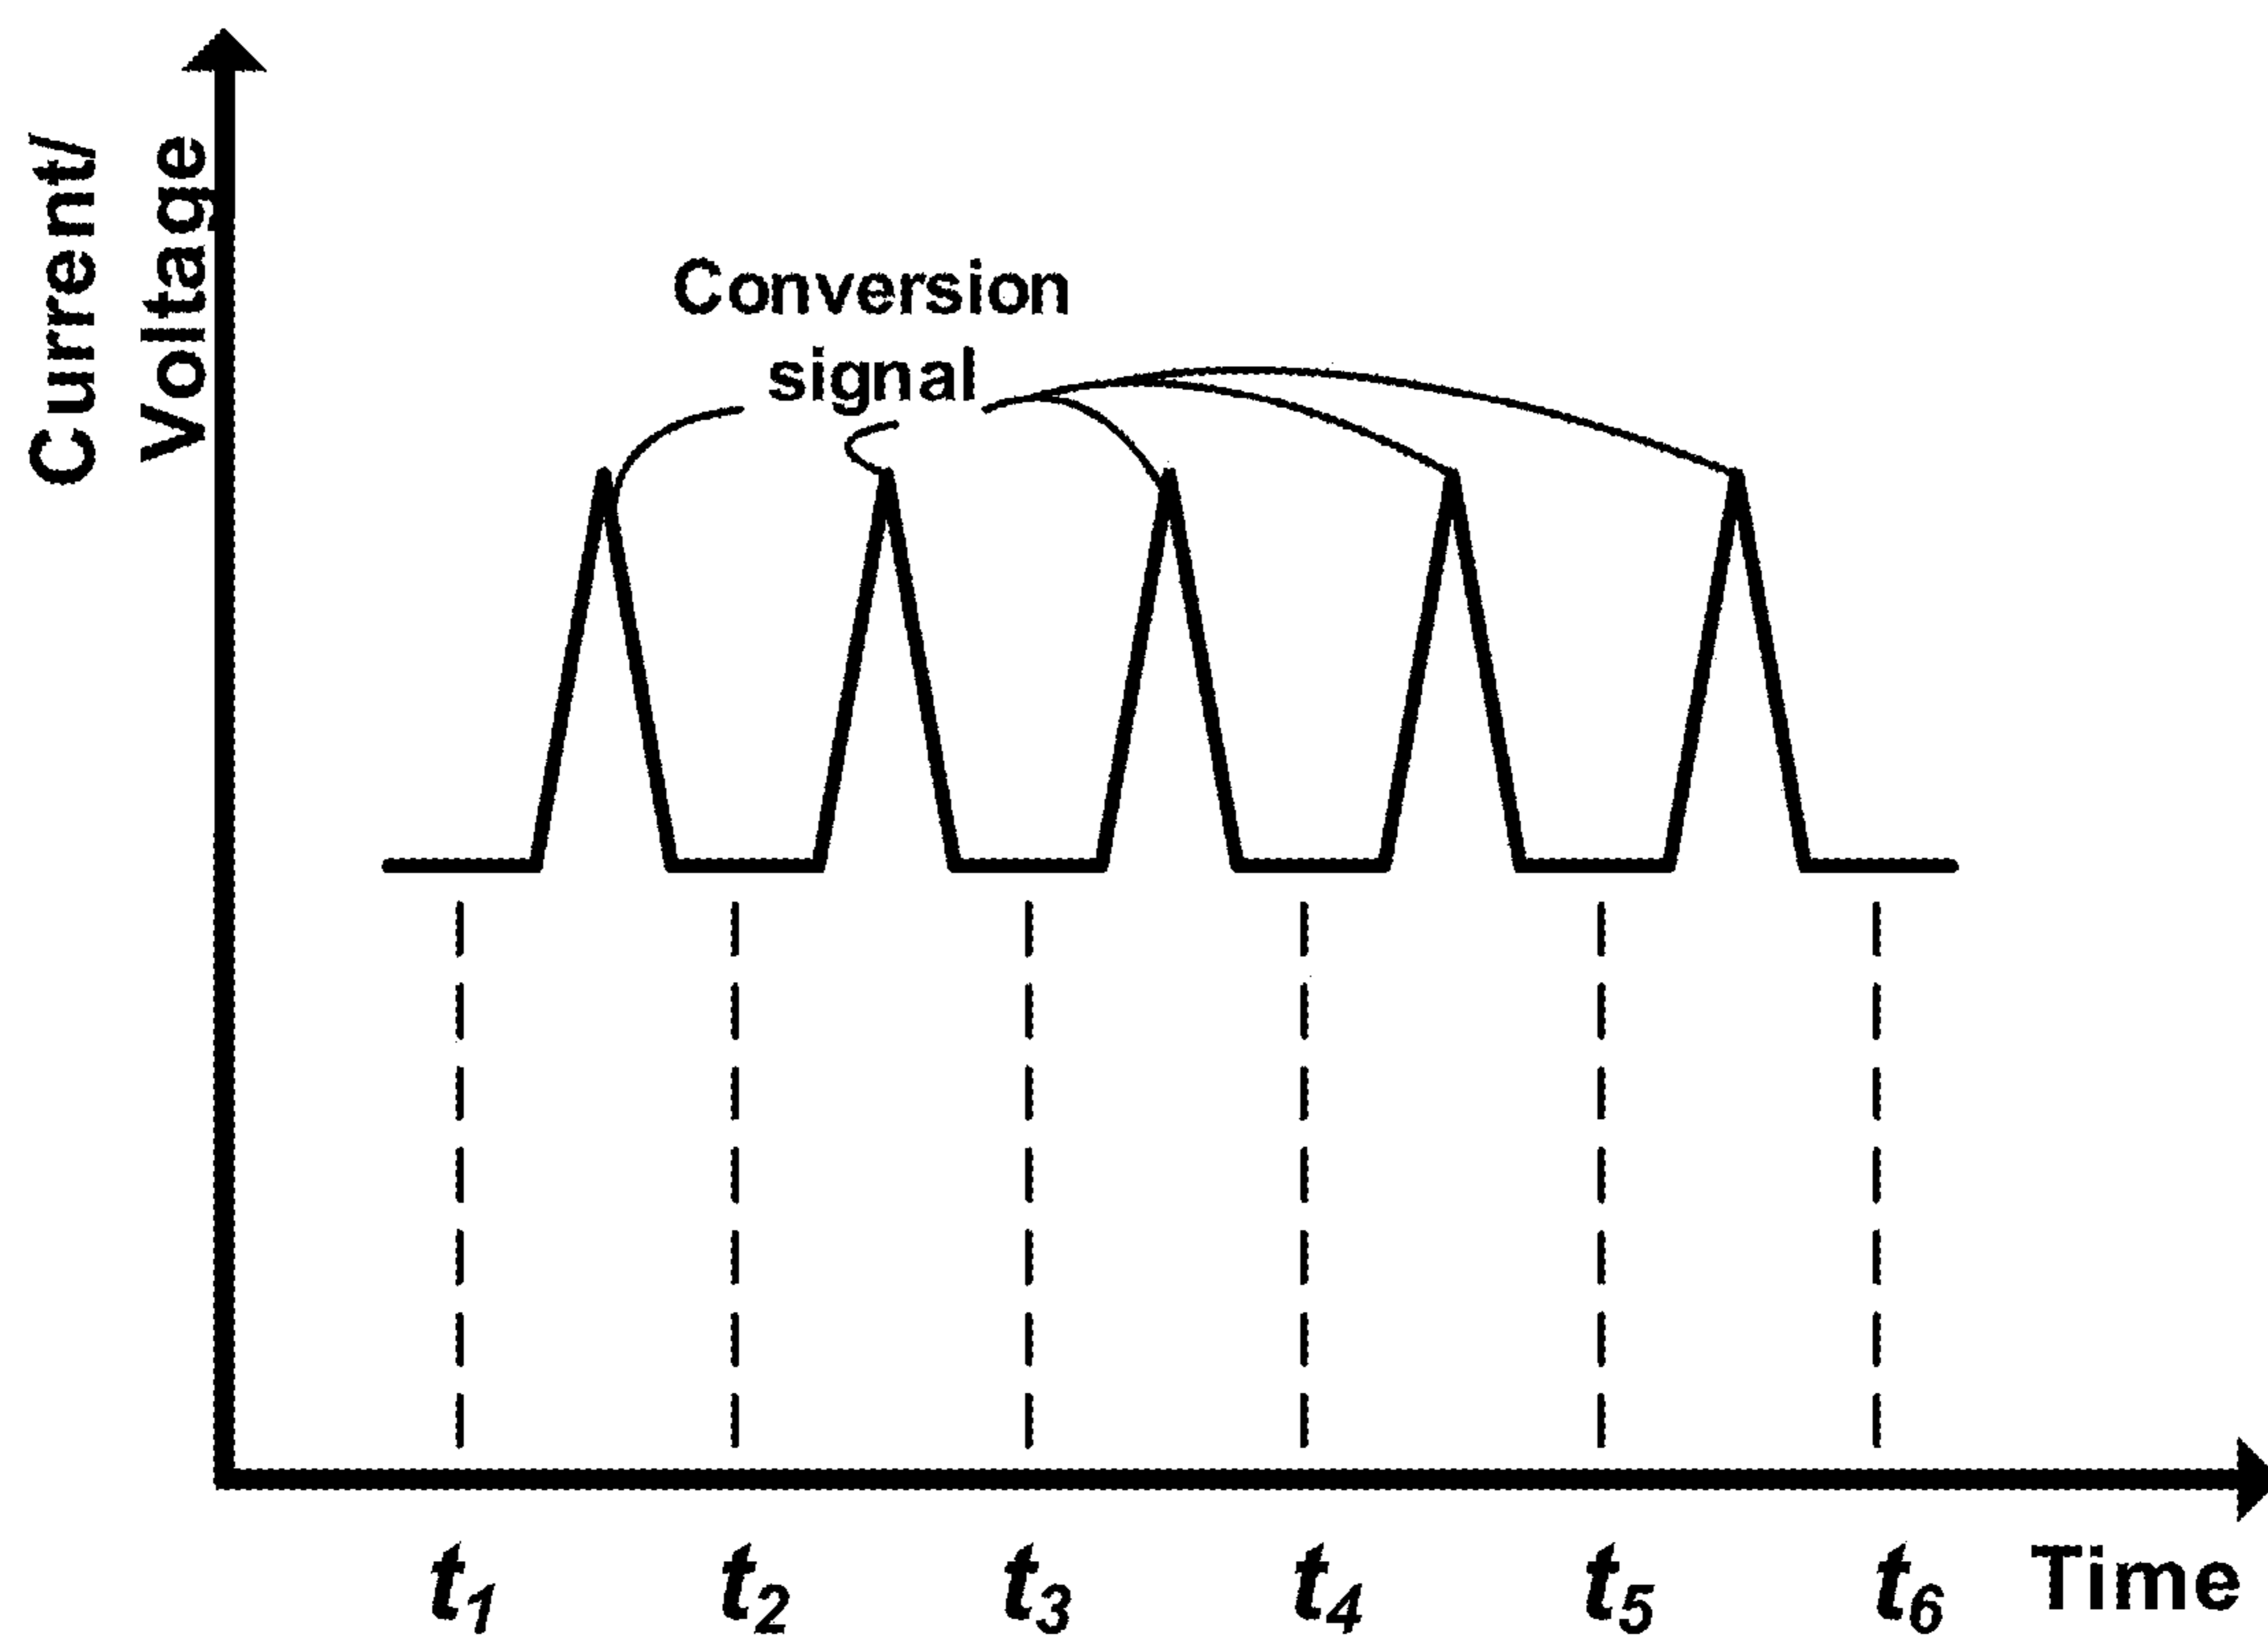 Current/
Voltage
Conversion
signal
t1 t2 t3 t4 t5 t6 Time